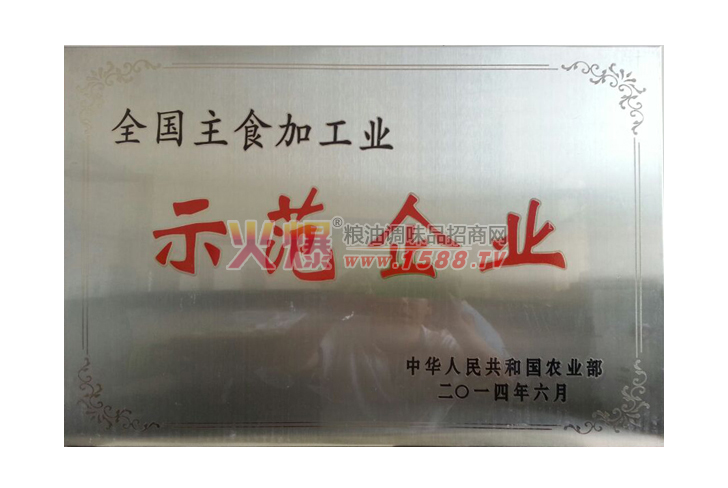 全国主食加工业
示范企业
火爆®粮油调味品招商网
www.1588.TV
中华人民共和国农业部
二〇一四年六月